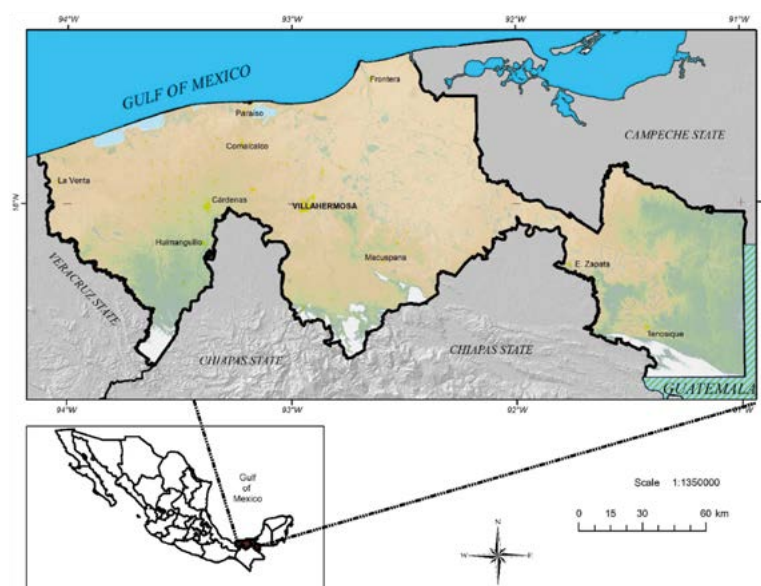 94°W 93°W 92°W 91°W
GULF OF MEXICO
Frontera
Paraíso
CAMPECHE STATE
Comalcalco
La Venta
18°N
Cárdenas
VILLAHERMOSA
18°N
Huimanguillo
Macuspana
E. Zapata
VERACRUZ STATE
Tenosique
CHIAPAS STATE
CHIAPAS STATE
GUATEMALA
94°W 93°W 92°W 91°W
Gulf
of
Mexico
Scale 1:1350000
0 15 30 60 km
N
W E
S